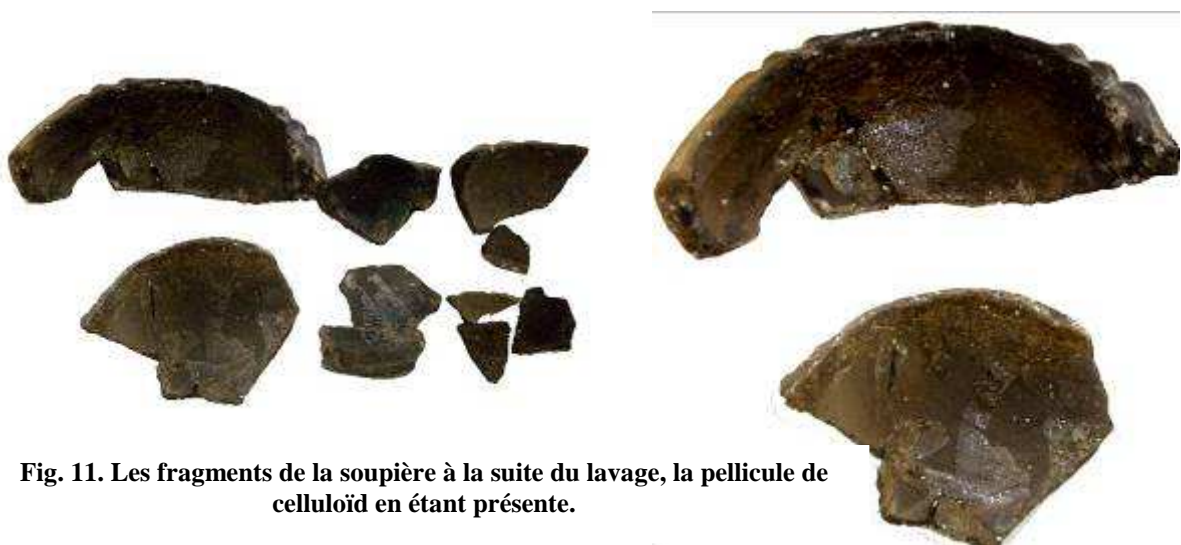 Fig. 11. Les fragments de la soupière à la suite du lavage, la pellicule de
celluloïd en étant présente.